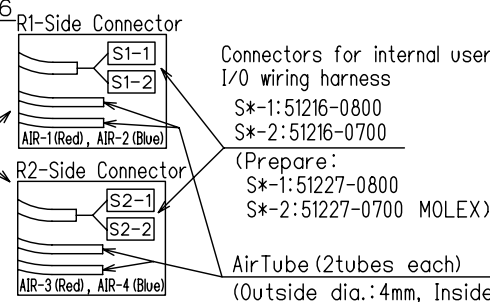 6
R1-Side Connector
S1-1
S1-2
AIR-1(Red), AIR-2(Blue)
R2-Side Connector
S2-1
S2-2
AIR-3(Red), AIR-4(Blue)
Connectors for internal user
I/O wiring harness
S*-1:51216-0800
S*-2:51216-0700
(Prepare:
S*-1:51227-0800
S*-2:51227-0700 MOLEX)
AirTube(2tubes each)
(Outside dia.:4mm, Inside